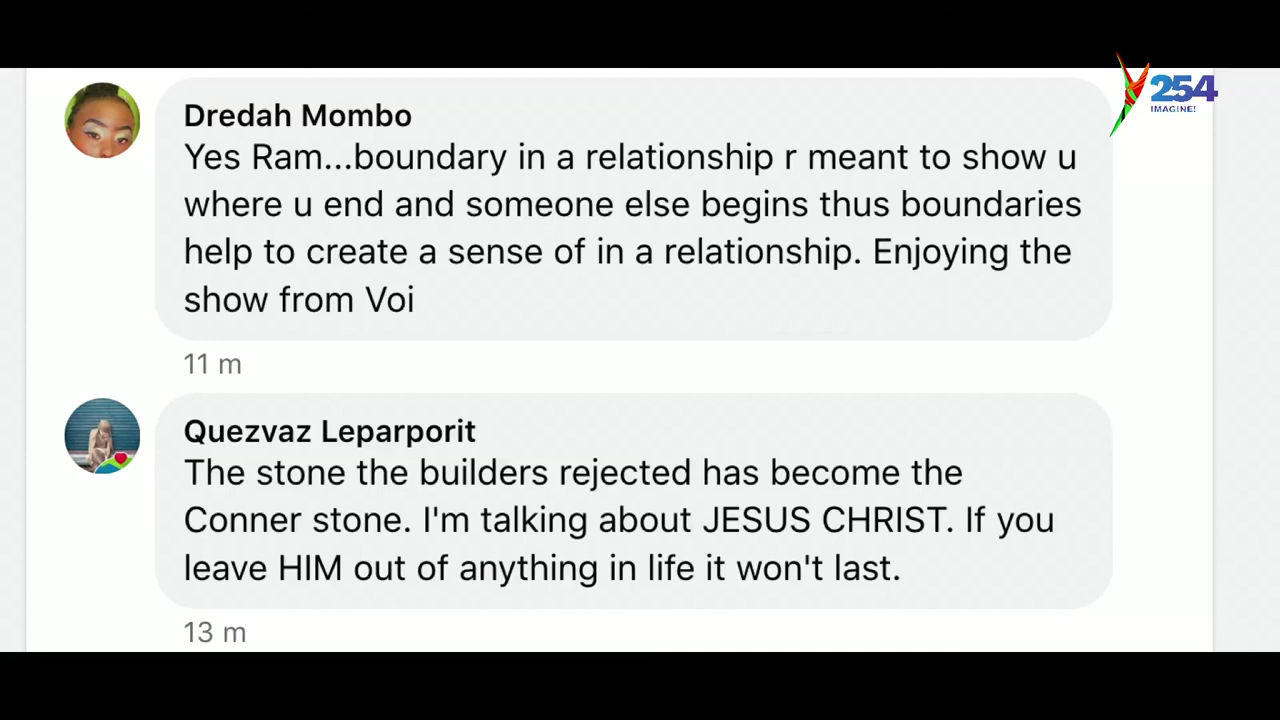 Y254
IMAGINE!
Dredah Mombo
Yes Ram...boundary in a relationship r meant to show u
where u end and someone else begins thus boundaries
help to create a sense of in a relationship. Enjoying the
show from Voi
11 m
Quezvaz Leparporit
The stone the builders rejected has become the
Conner stone. I'm talking about JESUS CHRIST. If you
leave HIM out of anything in life it won't last.
13 m